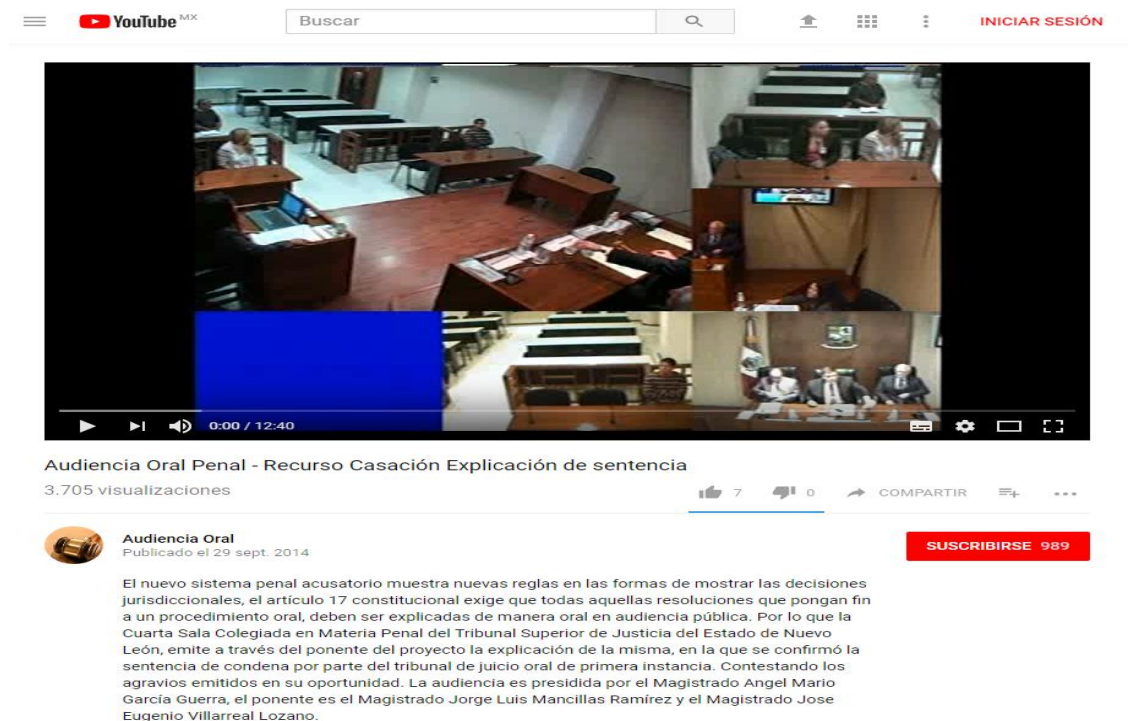 YouTube MX
Buscar
INICIAR SESIÓN
0:00 / 12:40
Audiencia Oral Penal - Recurso Casación Explicación de sentencia
3.705 visualizaciones
7
0
COMPARTIR
Audiencia Oral
Publicado el 29 sept. 2014
SUSCRIBIRSE 989
El nuevo sistema penal acusatorio muestra nuevas reglas en las formas de mostrar las decisiones
jurisdiccionales, el artículo 17 constitucional exige que todas aquellas resoluciones que pongan fin
a un procedimiento oral, deben ser explicadas de manera oral en audiencia pública. Por lo que la
Cuarta Sala Colegiada en Materia Penal del Tribunal Superior de Justicia del Estado de Nuevo
León, emite a través del ponente del proyecto la explicación de la misma, en la que se confirmó la
sentencia de condena por parte del tribunal de juicio oral de primera instancia. Contestando los
agravios emitidos en su oportunidad. La audiencia es presidida por el Magistrado Angel Mario
García Guerra, el ponente es el Magistrado Jorge Luis Mancillas Ramírez y el Magistrado Jose
Eugenio Villarreal Lozano.